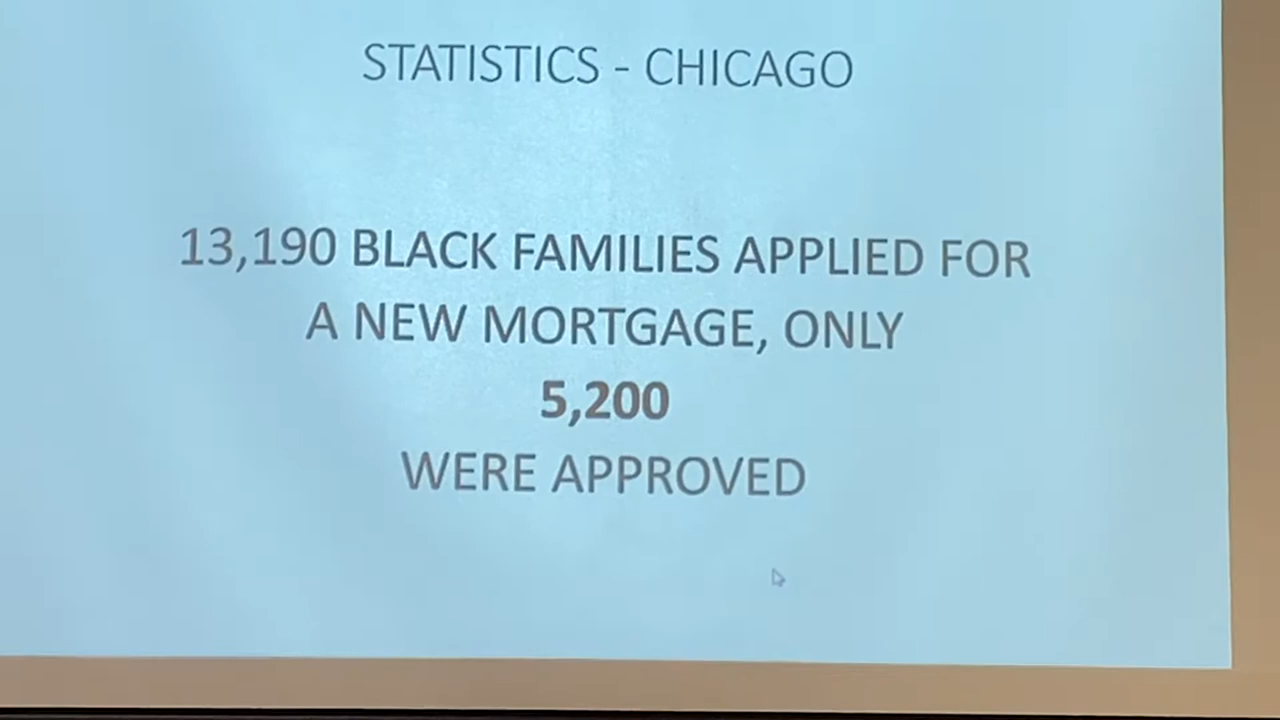 STATISTICS - CHICAGO
13,190 BLACK FAMILIES APPLIED FOR
A NEW MORTGAGE, ONLY
5,200
WERE APPROVED